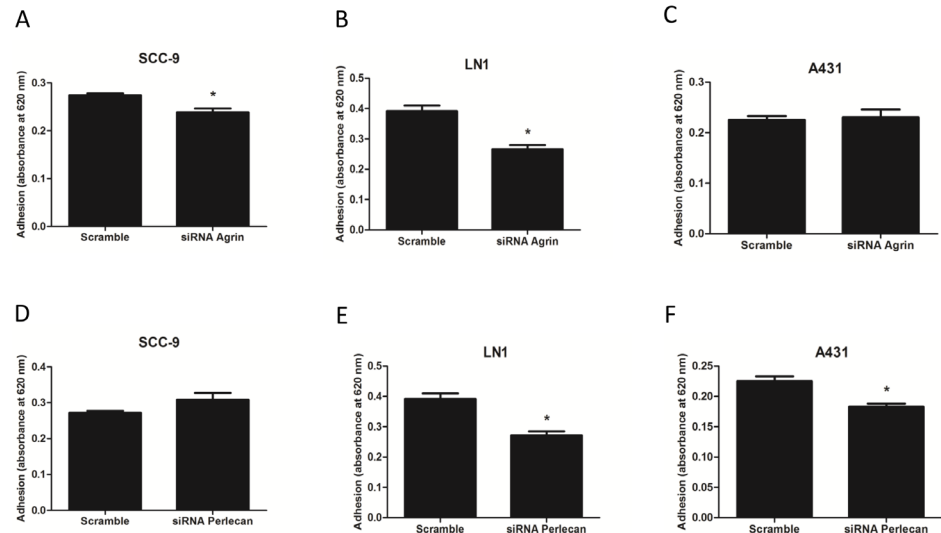 A
SCC-9
Adhesion (absorbance at 620 nm)
0.3
0.2
0.1
0.0
Scramble
siRNA Agrin
*
B
LN1
Adhesion (absorbance at 620 nm)
0.5
0.4
0.3
0.2
0.1
0.0
Scramble
siRNA Agrin
*
C
A431
Adhesion (absorbance at 620 nm)
0.3
0.2
0.1
0.0
Scramble
siRNA Agrin
D
SCC-9
Adhesion (absorbance at 620 nm)
0.4
0.3
0.2
0.1
0.0
Scramble
siRNA Perlecan
E
LN1
Adhesion (absorbance at 620 nm)
0.5
0.4
0.3
0.2
0.1
0.0
Scramble
siRNA Perlecan
*
F
A431
Adhesion (absorbance at 620 nm)
0.25
0.20
0.15
0.10
0.05
0.00
Scramble
siRNA Perlecan
*